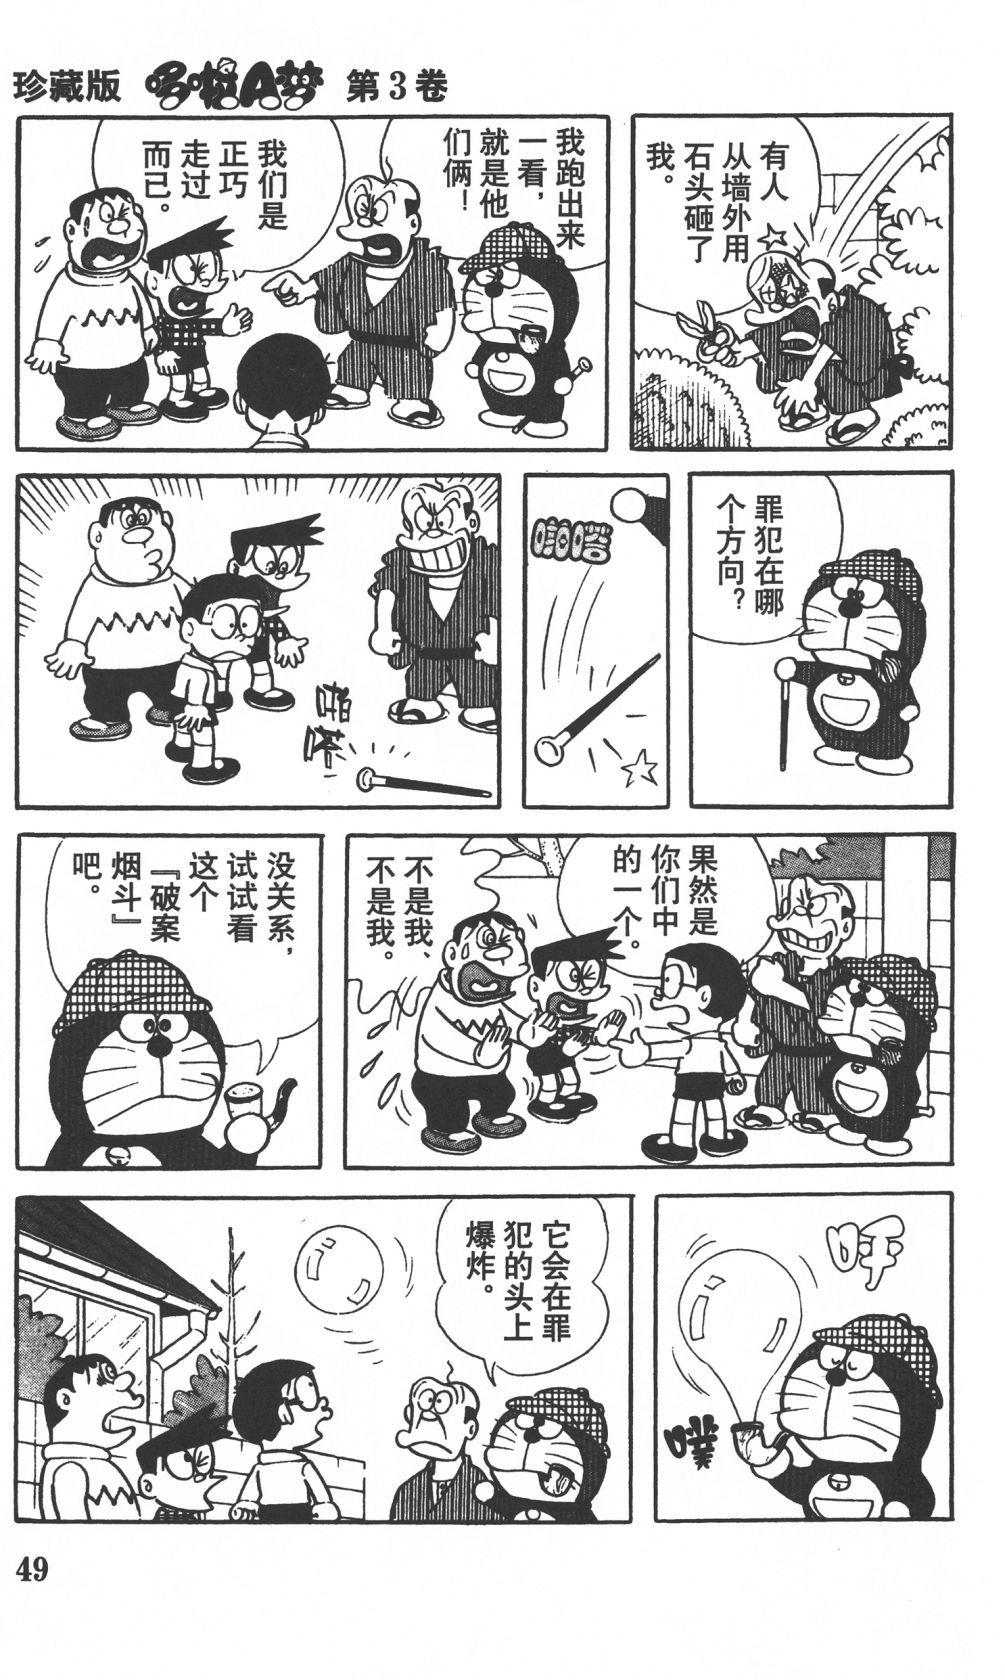 珍藏版 哆啦A梦 第3卷
有人
从墙外用
石头砸了
我。
我跑出来
一看，
就是他
们俩！
我们是
正巧
走过
而已。
罪犯在哪
个方向？
啪嗒
哐啷
果然是
你们中
的一个。
不是我、
不是我。
没关系，
试试看
这个
『破案
烟斗』
吧。
呼
噗
它会在罪
犯的头上
爆炸。
49